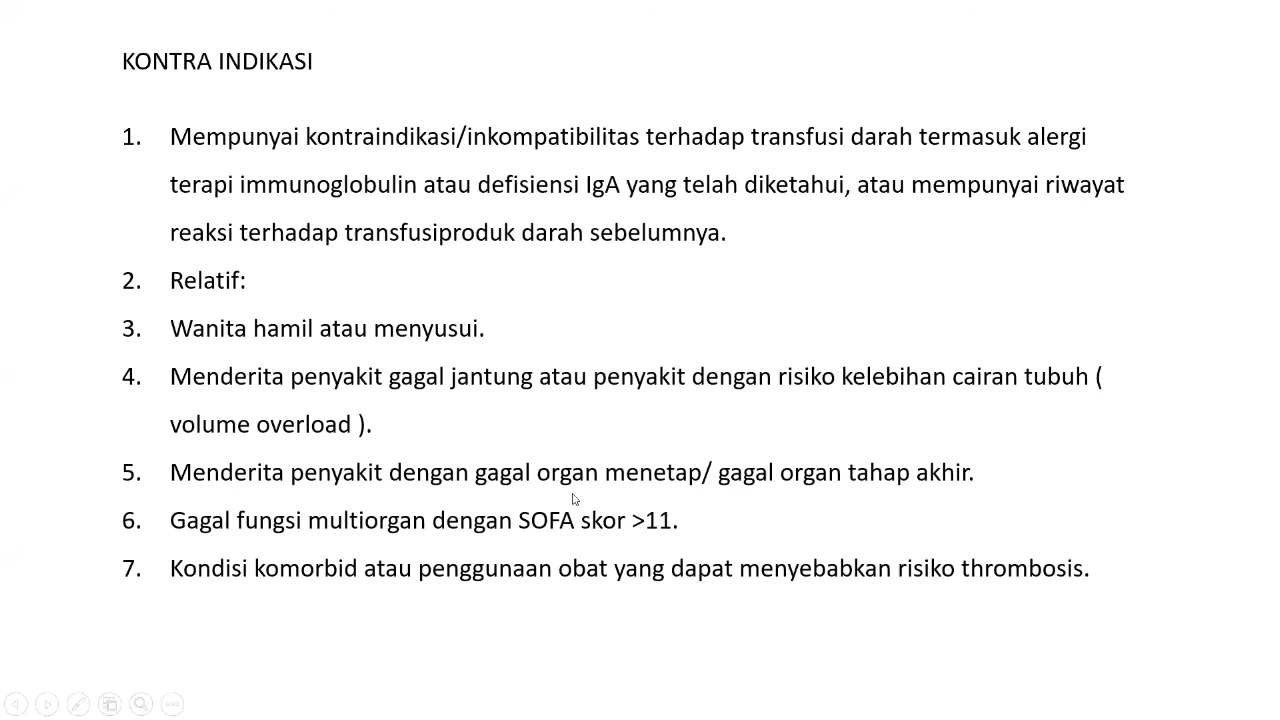 KONTRA INDIKASI
1. Mempunyai kontraindikasi/inkompatibilitas terhadap transfusi darah termasuk alergi
terapi immunoglobulin atau defisiensi IgA yang telah diketahui, atau mempunyai riwayat
reaksi terhadap transfusiproduk darah sebelumnya.
2. Relatif:
3. Wanita hamil atau menyusui.
4. Menderita penyakit gagal jantung atau penyakit dengan risiko kelebihan cairan tubuh (
volume overload ).
5. Menderita penyakit dengan gagal organ menetap/ gagal organ tahap akhir.
6. Gagal fungsi multiorgan dengan SOFA skor >11.
7. Kondisi komorbid atau penggunaan obat yang dapat menyebabkan risiko thrombosis.